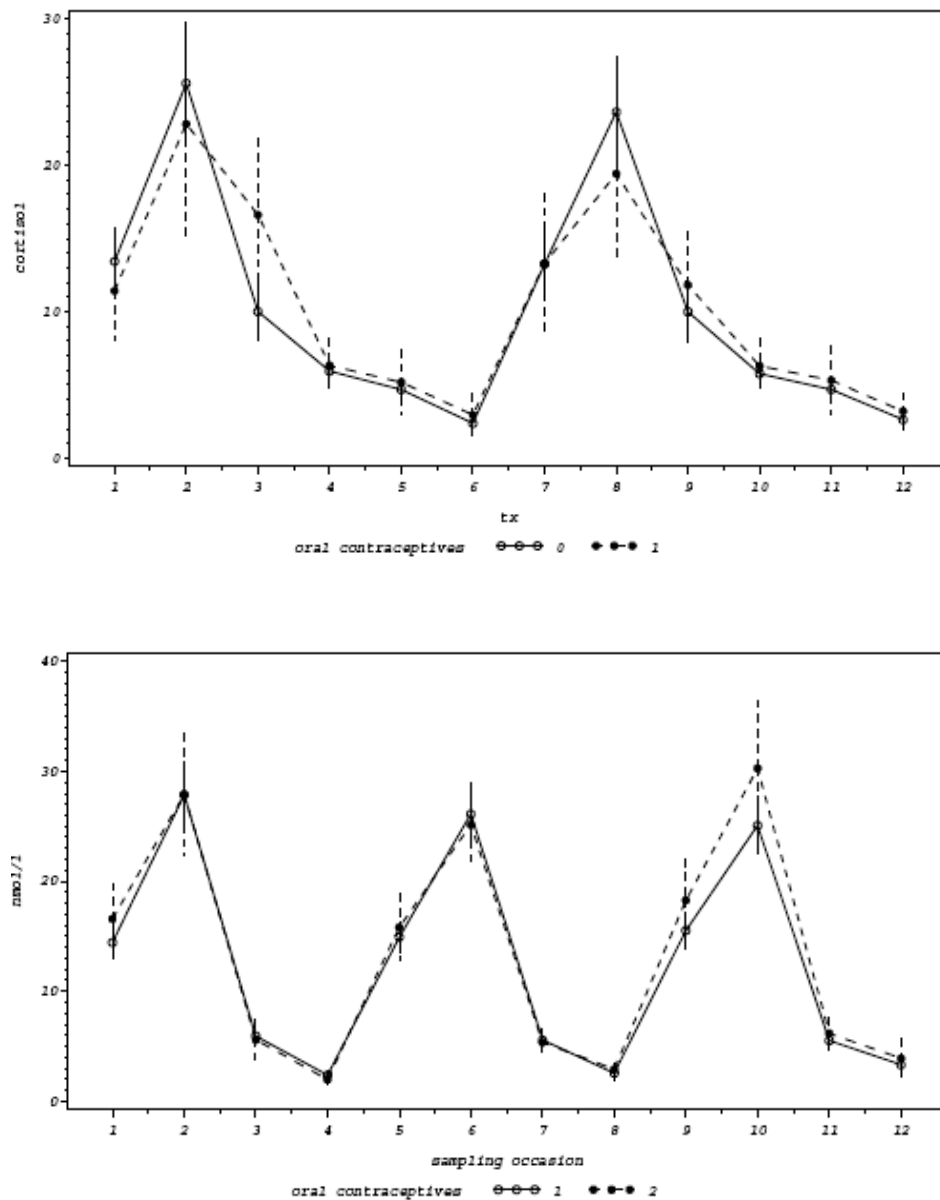 30
20
10
0
cortisol
1 2 3 4 5 6 7 8 9 10 11 12
tx
oral contraceptives 0 1
40
30
20
10
0
nmol/l
1 2 3 4 5 6 7 8 9 10 11 12
sampling occasion
oral contraceptives 1 2